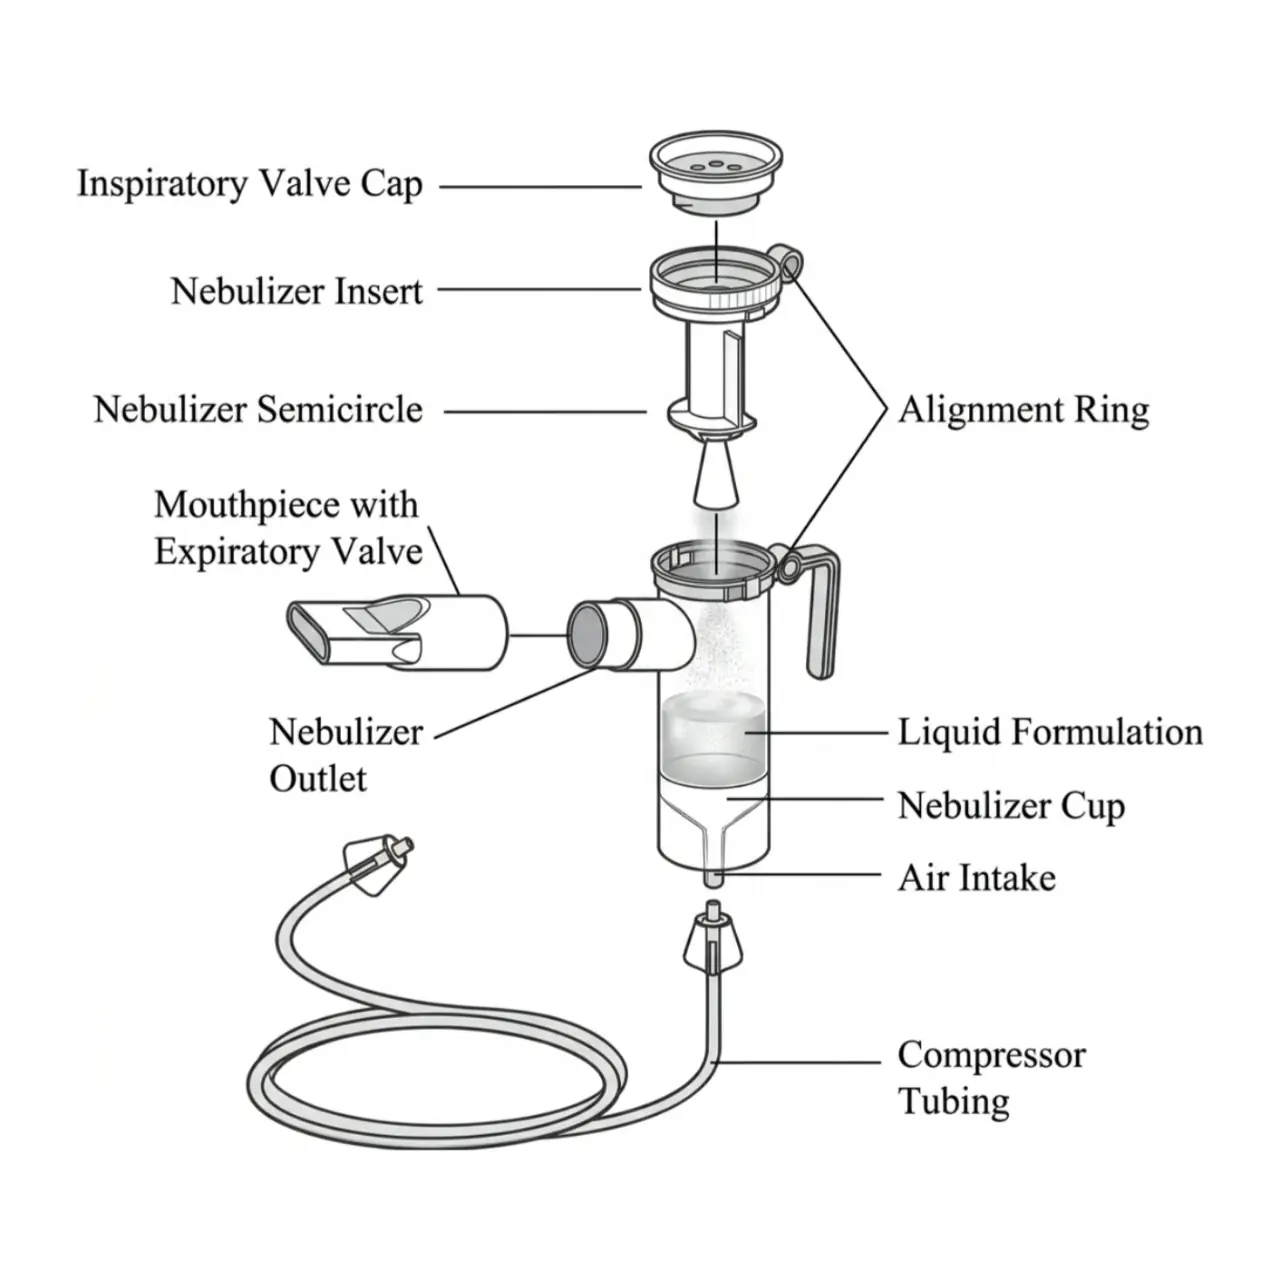 Inspiratory Valve Cap
Nebulizer Insert
Nebulizer Semicircle
Alignment Ring
Mouthpiece with
Expiratory Valve
Nebulizer
Outlet
Liquid Formulation
Nebulizer Cup
Air Intake
Compressor
Tubing